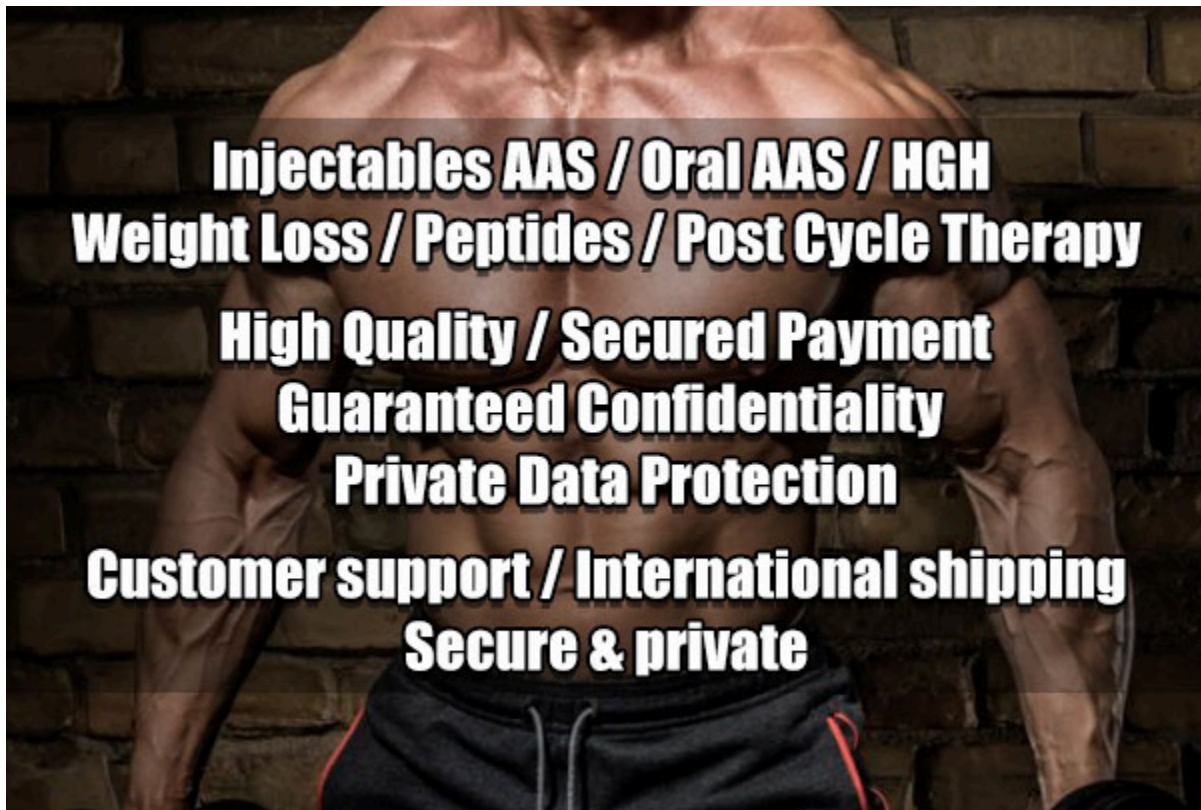 Injectables AAS / Oral AAS / HGH
Weight Loss / Peptides / Post Cycle Therapy
High Quality / Secured Payment
Guaranteed Confidentiality
Private Data Protection
Customer support / International shipping
Secure & private